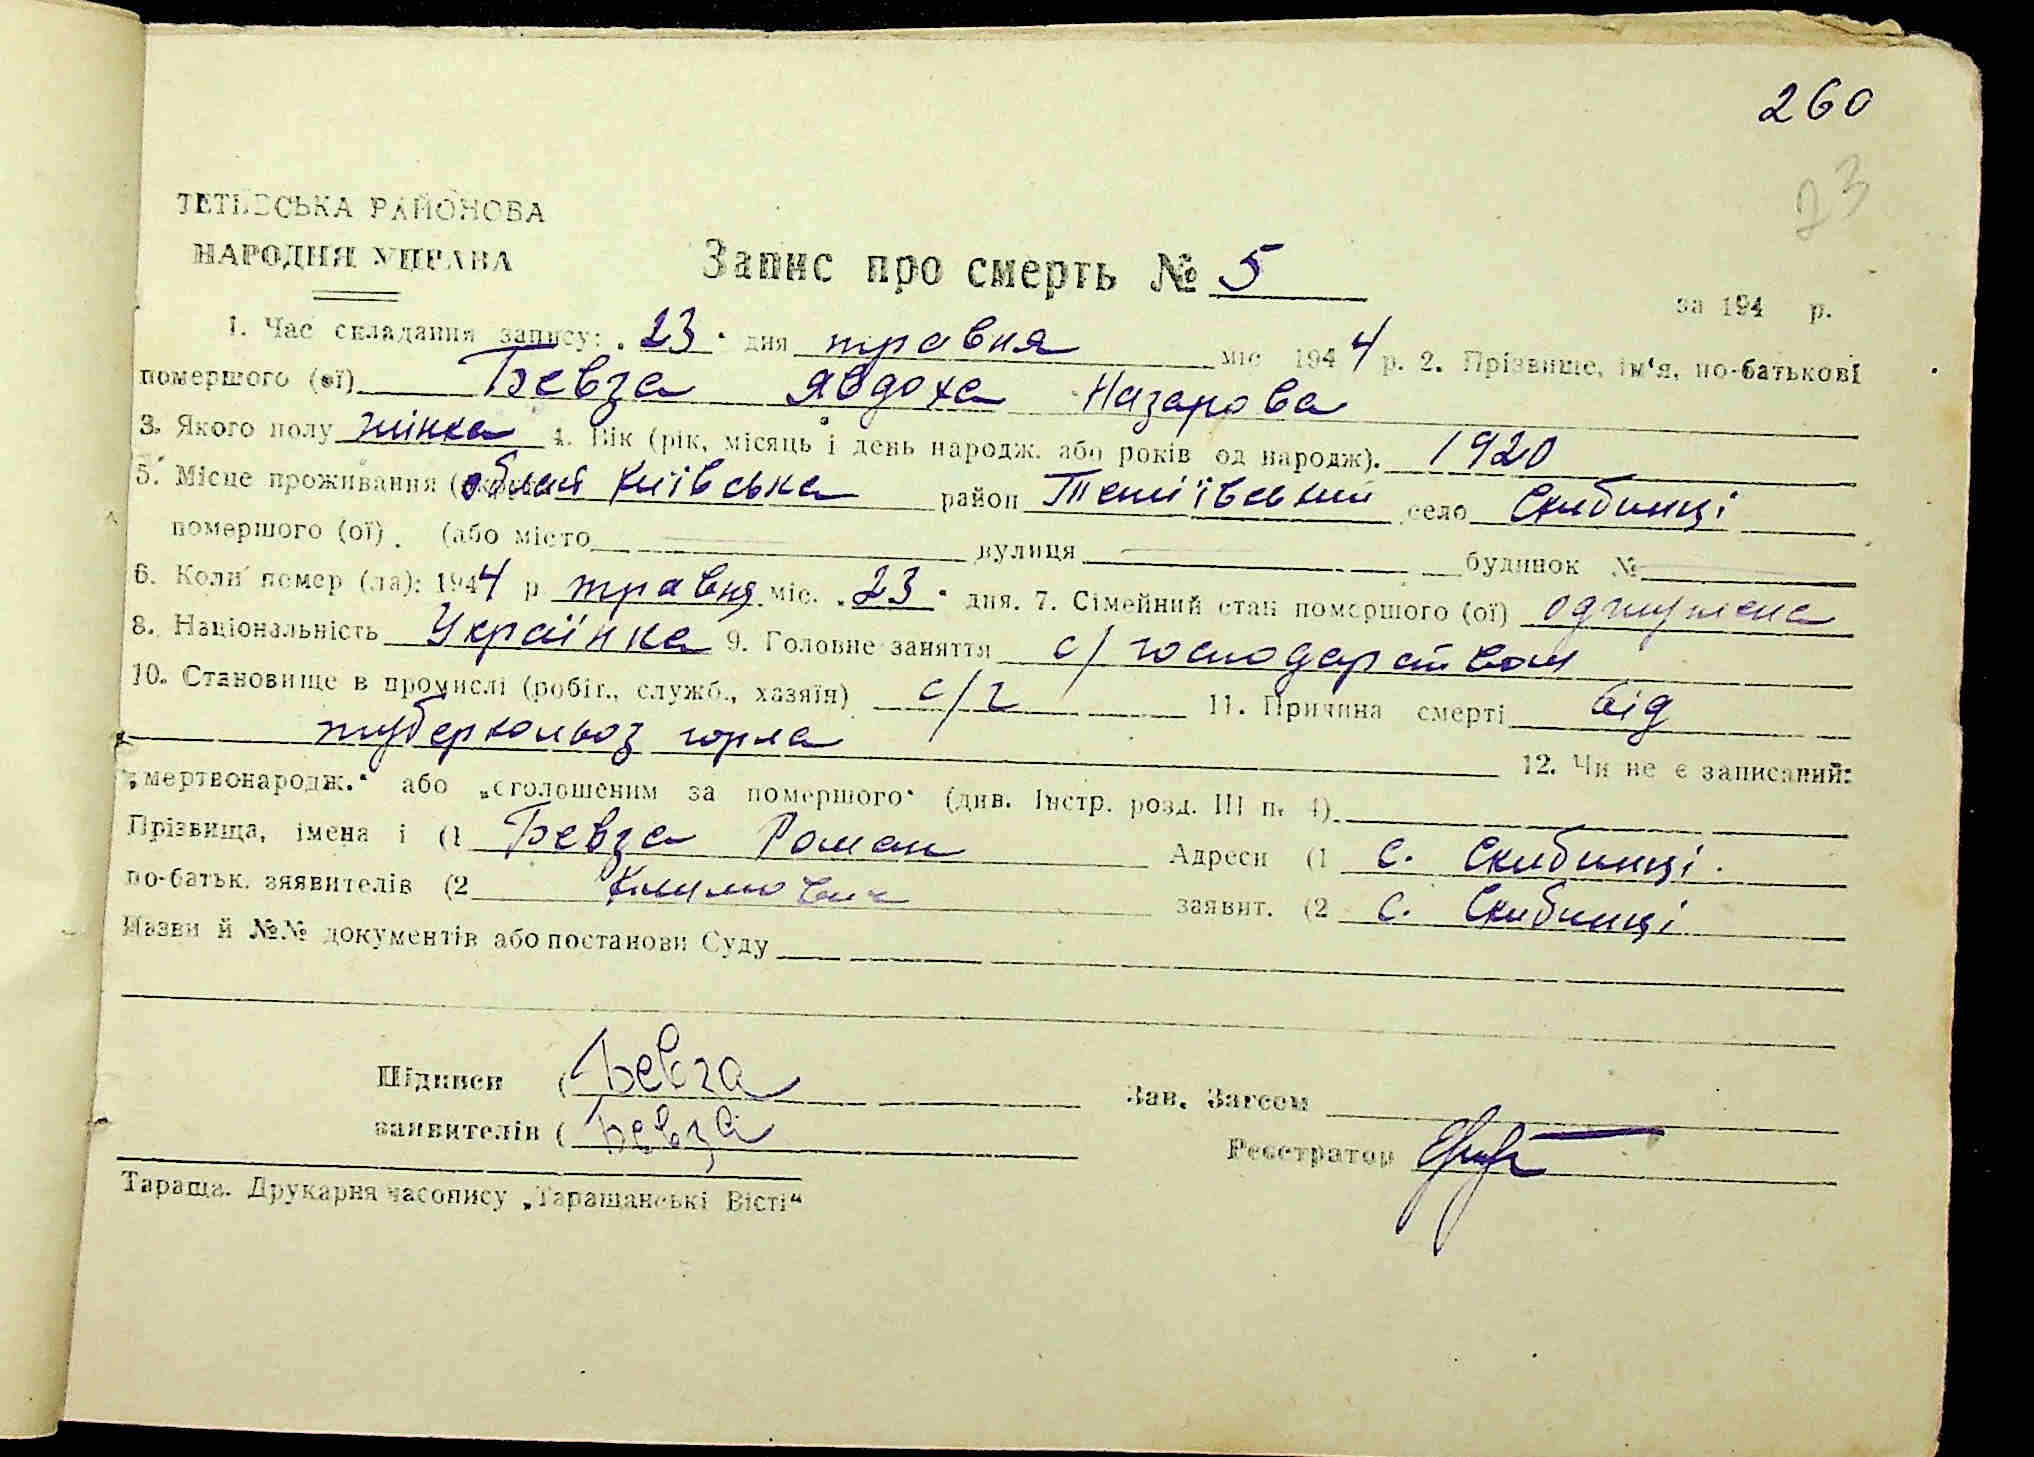 260
23
ТЕТІЇВСЬКА РАЙОНОВА
НАРОДНЯ УПРАВА
Запис про смерть № 5
за 194 р.
1. Час складання запису: „23“ дня травня міс 1944 р. 2. Прізвище, ім'я, по-батькові
помершого (ої) Бевза Явдоха Назарова
3. Якого полу жінка 4. Вік (рік, місяць і день народж. або років од народж). 1920
5. Місце проживання ( област Київська район Тетіївський село Скибинці
помершого (ої) . (або місто вулиця будинок №
6. Коли помер (ла): 1944 р травня міс. „23“ дня. 7. Сімейний стан помершого (ої) одружена
8. Національність Українка 9. Головне заняття с/господарством
10. Становище в промислі (робіт., служб., хазяїн) с/г 11. Причина смерті від
туберкольоз горла 12. Чи не є записаний:
„мертвонародж.“ або „оголошеним за помершого“ (див. Інстр. розд. III п. 4)
Прізвища, імена і (1 Бевза Роман Адреси (1 с. Скибинці.
по-батьк. заявителів (2 Климович заявит. (2 с. Скибинці
Назви й №№ документів або постанови Суду
Підписи ( Бевза Зав. Загсом
заявителів ( Бевза Реєстратор
Тараща. Друкарня часопису „Таращанські Вісті“